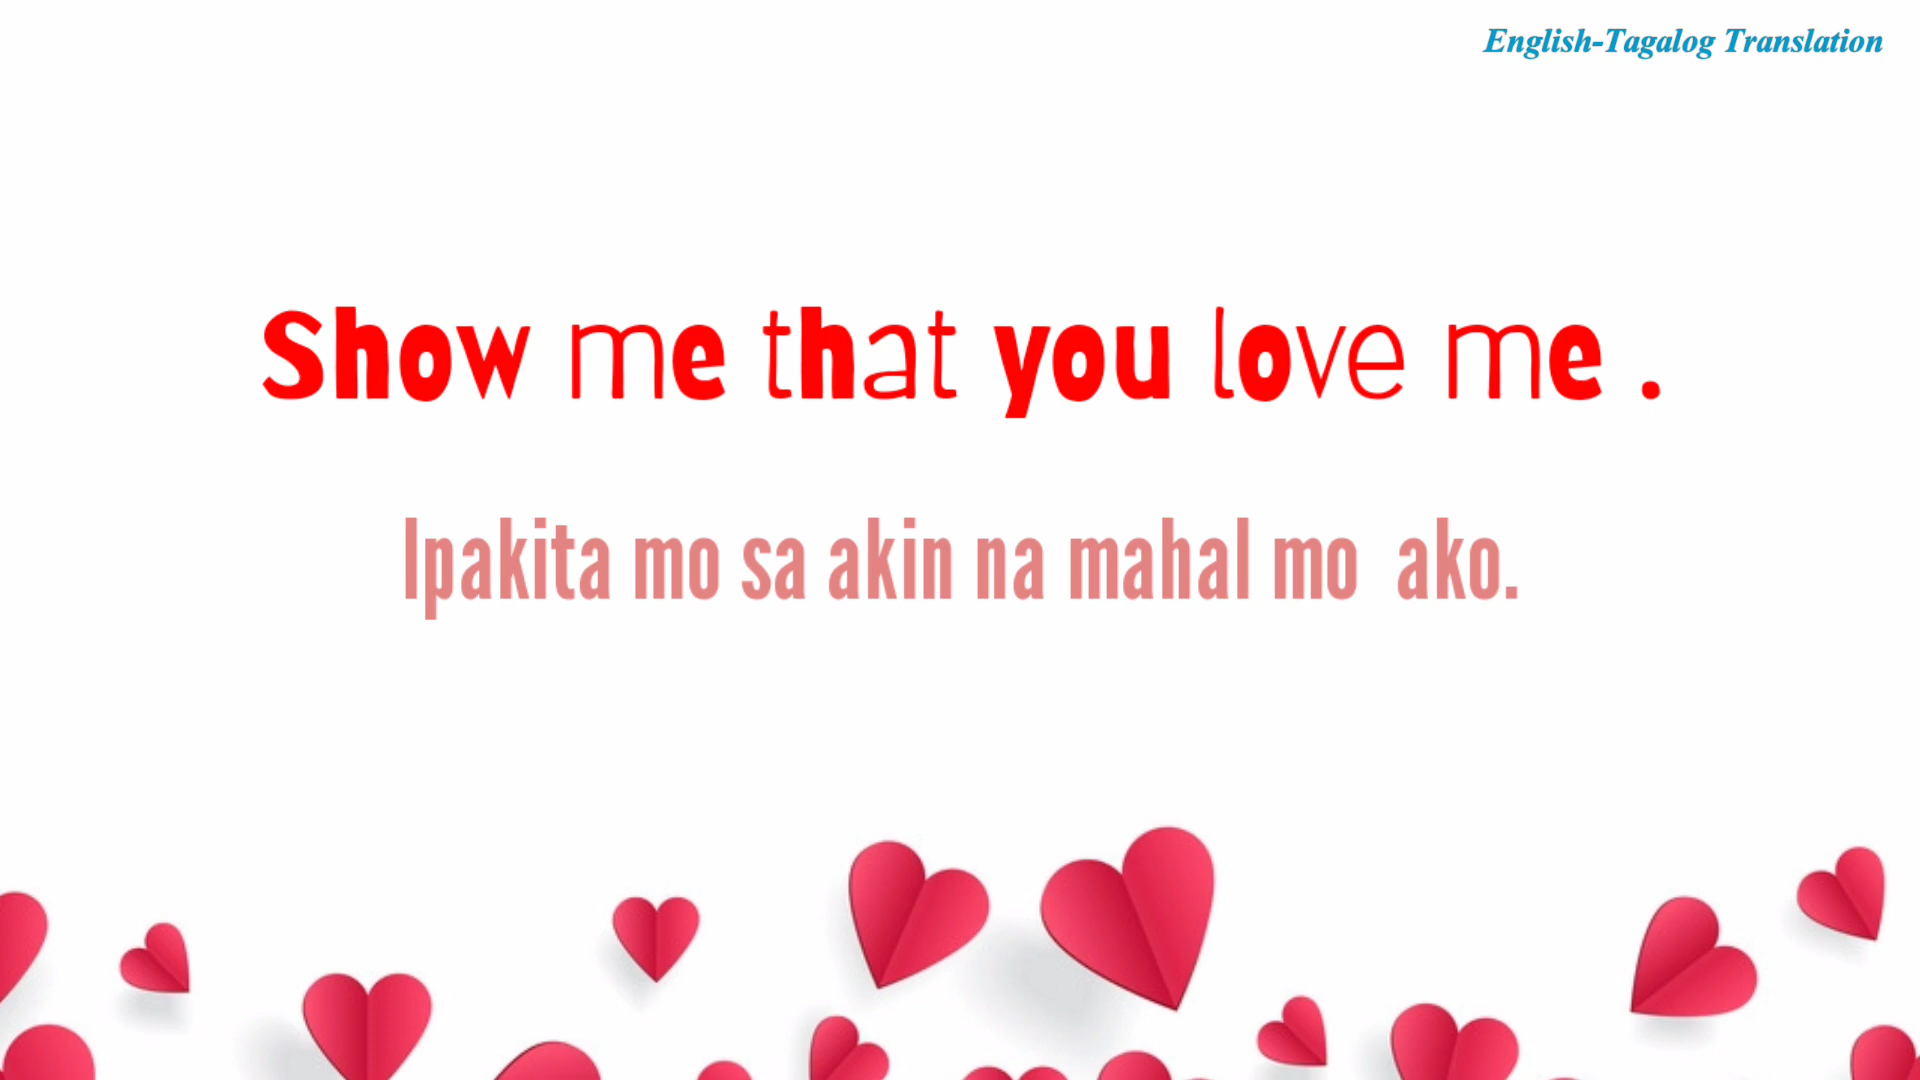 English-Tagalog Translation
Show me that you love me .
Ipakita mo sa akin na mahal mo  ako.